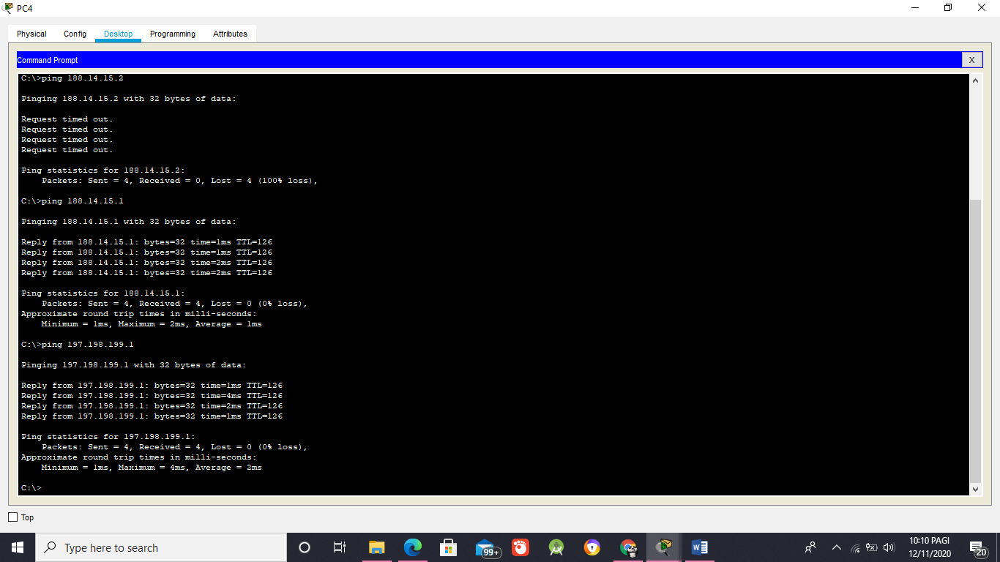 PC4
Physical Config Desktop Programming Attributes
Command Prompt
X
C:\>ping 188.14.15.2
Pinging 188.14.15.2 with 32 bytes of data:
Request timed out.
Request timed out.
Request timed out.
Request timed out.
Ping statistics for 188.14.15.2:
Packets: Sent = 4, Received = 0, Lost = 4 (100% loss),
C:\>ping 188.14.15.1
Pinging 188.14.15.1 with 32 bytes of data:
Reply from 188.14.15.1: bytes=32 time=1ms TTL=126
Reply from 188.14.15.1: bytes=32 time=1ms TTL=126
Reply from 188.14.15.1: bytes=32 time=2ms TTL=126
Reply from 188.14.15.1: bytes=32 time=2ms TTL=126
Ping statistics for 188.14.15.1:
Packets: Sent = 4, Received = 4, Lost = 0 (0% loss),
Approximate round trip times in milli-seconds:
Minimum = 1ms, Maximum = 2ms, Average = 1ms
C:\>ping 197.198.199.1
Pinging 197.198.199.1 with 32 bytes of data:
Reply from 197.198.199.1: bytes=32 time=1ms TTL=126
Reply from 197.198.199.1: bytes=32 time=4ms TTL=126
Reply from 197.198.199.1: bytes=32 time=2ms TTL=126
Reply from 197.198.199.1: bytes=32 time=1ms TTL=126
Ping statistics for 197.198.199.1:
Packets: Sent = 4, Received = 4, Lost = 0 (0% loss),
Approximate round trip times in milli-seconds:
Minimum = 1ms, Maximum = 4ms, Average = 2ms
C:\>
Top
Type here to search
99+
10:10 PAGI
12/11/2020
20